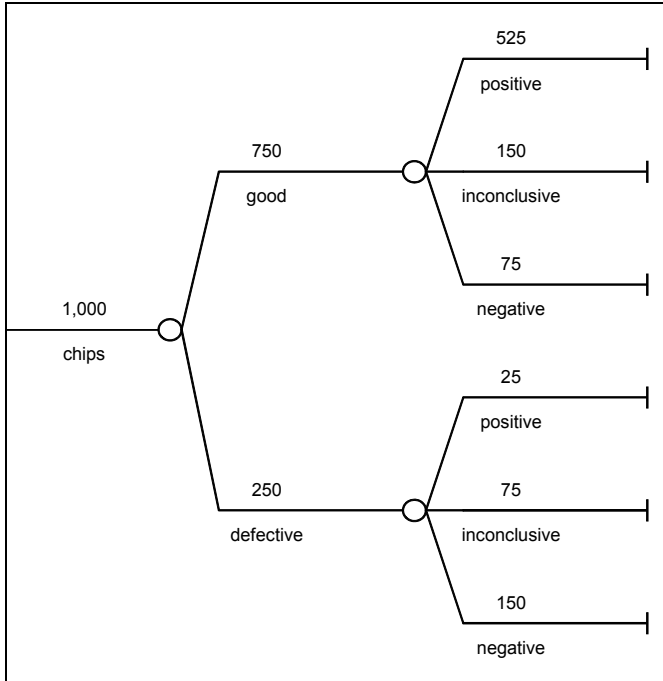 525
positive
750
150
good
inconclusive
75
negative
1,000
chips
25
positive
250
75
defective
inconclusive
150
negative